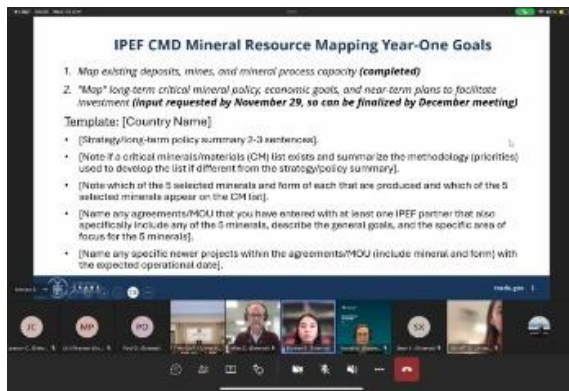 IPEF CMD Mineral Resource Mapping Year-One Goals
1. Map existing deposits, mines, and mineral process capacity (completed)
2. "Map" long-term critical mineral policy, economic goals, and near-term plans to facilitate
investment (input requested by November 29, so can be finalized by December meeting)
Template: [Country Name]
• [Strategy/long-term policy summary 2-3 sentences].
• [Note if a critical minerals/materials (CM) list exists and summarize the methodology (priorities)
used to develop the list if different from the strategy/policy summary].
• [Note which of the 5 selected minerals and form of each that are produced and which of the 5
selected minerals appear on the CM list].
• [Name any agreements/MOU that you have entered with at least one IPEF partner that also
specifically include any of the 5 minerals, describe the general goals, and the specific area of
focus for the 5 minerals].
• [Name any specific newer projects within the agreements/MOU (include mineral and form) with
the expected operational date].
trade.gov
JC
MP
PD
SX